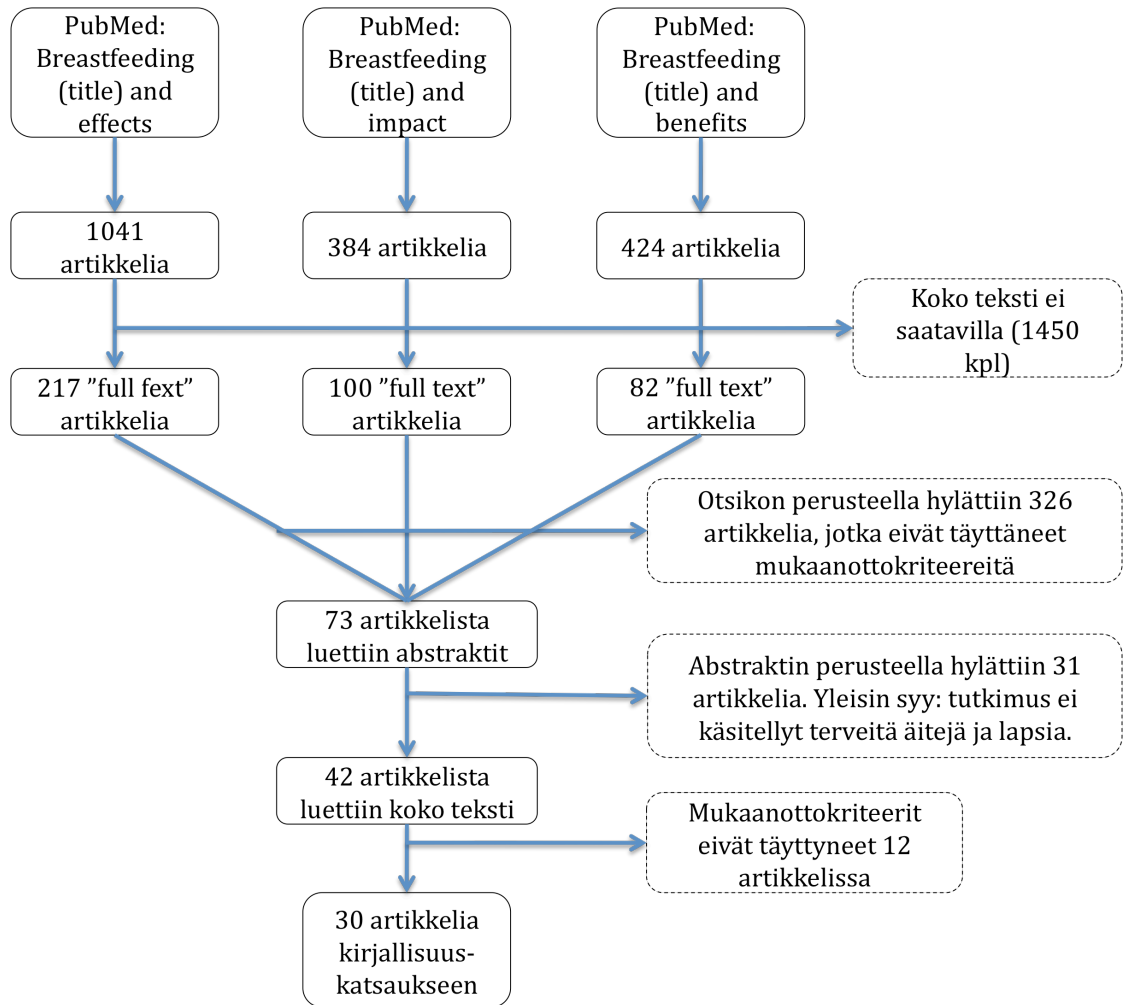 PubMed:
Breastfeeding
(title) and
effects
PubMed:
Breastfeeding
(title) and
impact
PubMed:
Breastfeeding
(title) and
benefits
1041
artikkelia
384 artikkelia
424 artikkelia
Koko teksti ei
saatavilla (1450
kpl)
217 ”full fext”
artikkelia
100 ”full text”
artikkelia
82 ”full text”
artikkelia
Otsikon perusteella hylättiin 326
artikkelia, jotka eivät täyttäneet
mukaanottokriteereitä
73 artikkelista
luettiin abstraktit
Abstraktin perusteella hylättiin 31
artikkelia. Yleisin syy: tutkimus ei
käsitellyt terveitä äitejä ja lapsia.
42 artikkelista
luettiin koko teksti
Mukaanottokriteerit
eivät täyttyneet 12
artikkelissa
30 artikkelia
kirjallisuus-
katsaukseen